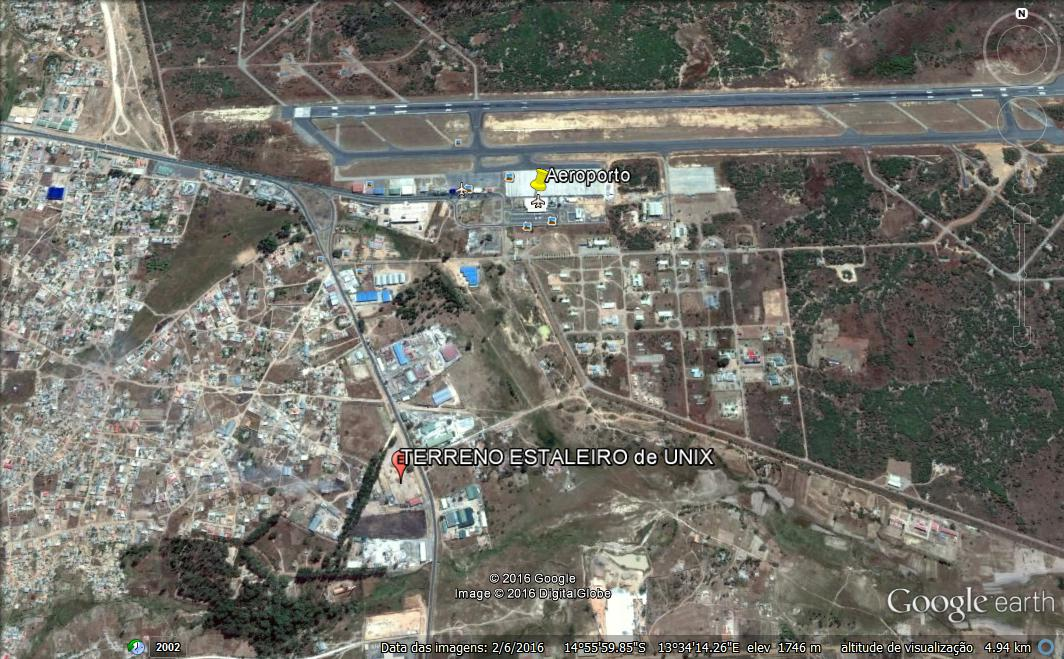 N
Aeroporto
E
TERRENO ESTALEIRO de UNIX
© 2016 Google
Image © 2016 DigitalGlobe
Google earth
2002
Data das imagens: 2/6/2016 14°55'59.85"S 13°34'14.26"E elev 1746 m altitude de visualização 4.94 km